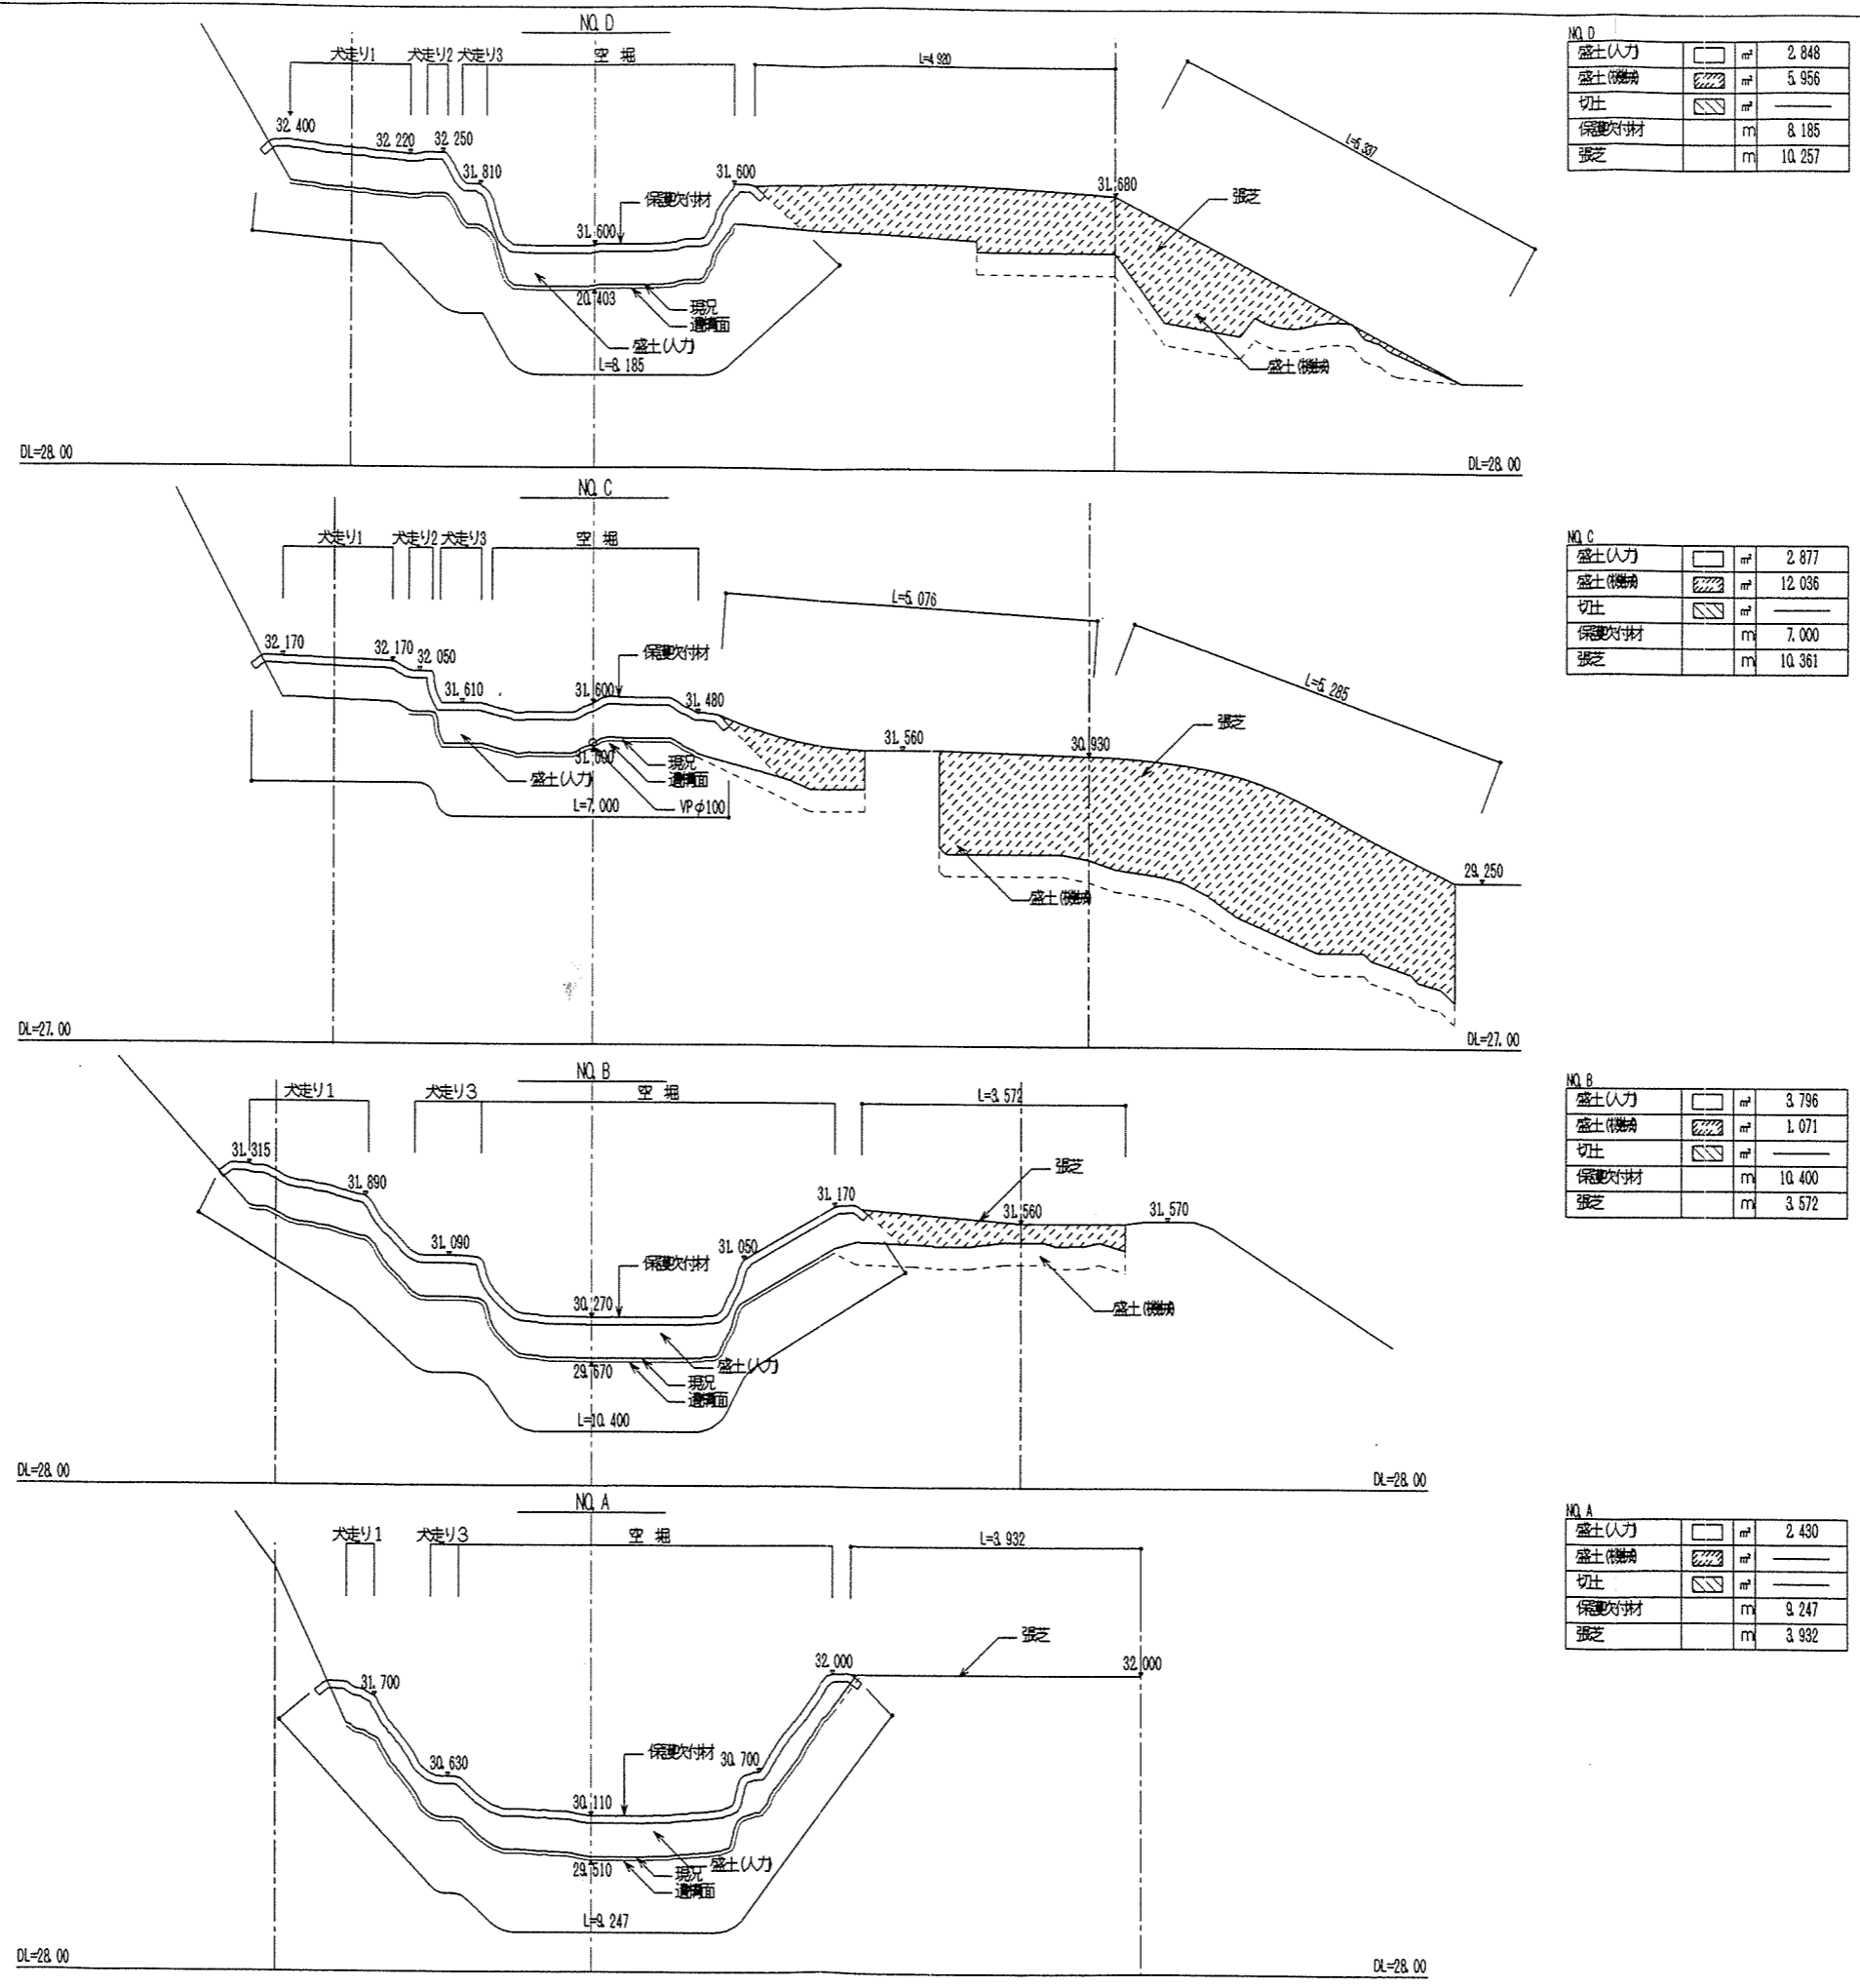 NO. D
犬走り1 犬走り2 犬走り3 空 堀
L=4.920
L=5.337
32.400
32.220
32.250
31.810
31.600
31.680
31.600
保護吹付材
張芝
20.403
現況
遺構面
盛土(人力)
盛土(機械)
L=8.185
DL=28.00
DL=28.00
NO. D
盛土(人力) ㎡ 2.848
盛土(機械) ㎡ 5.956
切土 ㎡ ———
保護吹付材 m 8.185
張芝 m 10.257
NO. C
犬走り1 犬走り2 犬走り3 空 堀
L=5.076
L=5.285
32.170
32.170
32.050
31.610
31.600
31.480
保護吹付材
張芝
31.560
30.930
現況
遺構面
盛土(人力)
L=7.000
VPφ100
盛土(機械)
29.250
DL=27.00
DL=27.00
NO. C
盛土(人力) ㎡ 2.877
盛土(機械) ㎡ 12.036
切土 ㎡ ———
保護吹付材 m 7.000
張芝 m 10.361
NO. B
犬走り1 犬走り3 空 堀
L=3.572
31.315
31.890
31.090
30.270
31.050
31.170
31.560
31.570
保護吹付材
張芝
盛土(機械)
29.670
盛土(人力)
現況
遺構面
L=10.400
DL=28.00
DL=28.00
NO. B
盛土(人力) ㎡ 3.796
盛土(機械) ㎡ 1.071
切土 ㎡ ———
保護吹付材 m 10.400
張芝 m 3.572
NO. A
犬走り1 犬走り3 空 堀
L=3.932
張芝
31.700
32.000
32.000
30.630
保護吹付材
30.700
30.110
29.510
盛土(人力)
現況
遺構面
L=9.247
DL=28.00
DL=28.00
NO. A
盛土(人力) ㎡ 2.430
盛土(機械) ㎡ ———
切土 ㎡ ———
保護吹付材 m 9.247
張芝 m 3.932